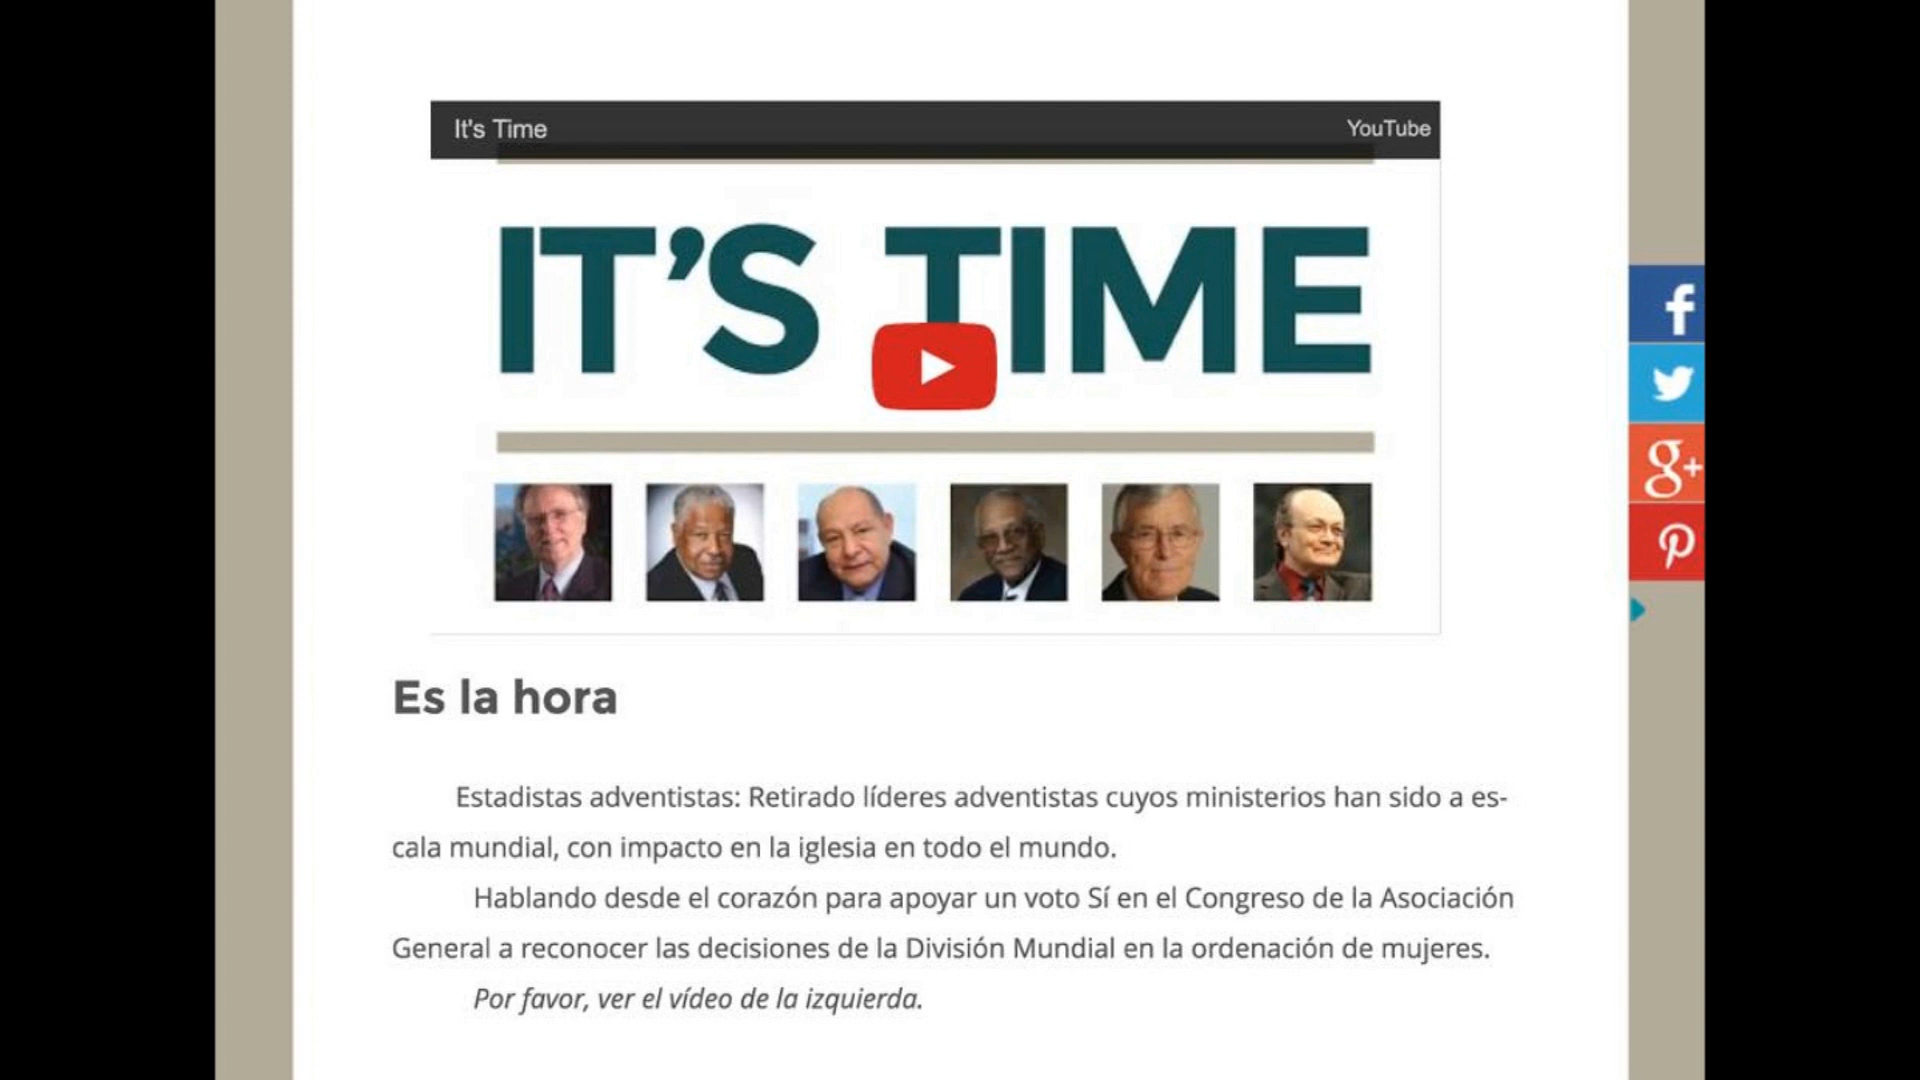 It's Time
YouTube
IT'S TIME
f
g+
Es la hora
Estadistas adventistas: Retirado líderes adventistas cuyos ministerios han sido a es-
cala mundial, con impacto en la iglesia en todo el mundo.
Hablando desde el corazón para apoyar un voto Sí en el Congreso de la Asociación
General a reconocer las decisiones de la División Mundial en la ordenación de mujeres.
Por favor, ver el vídeo de la izquierda.